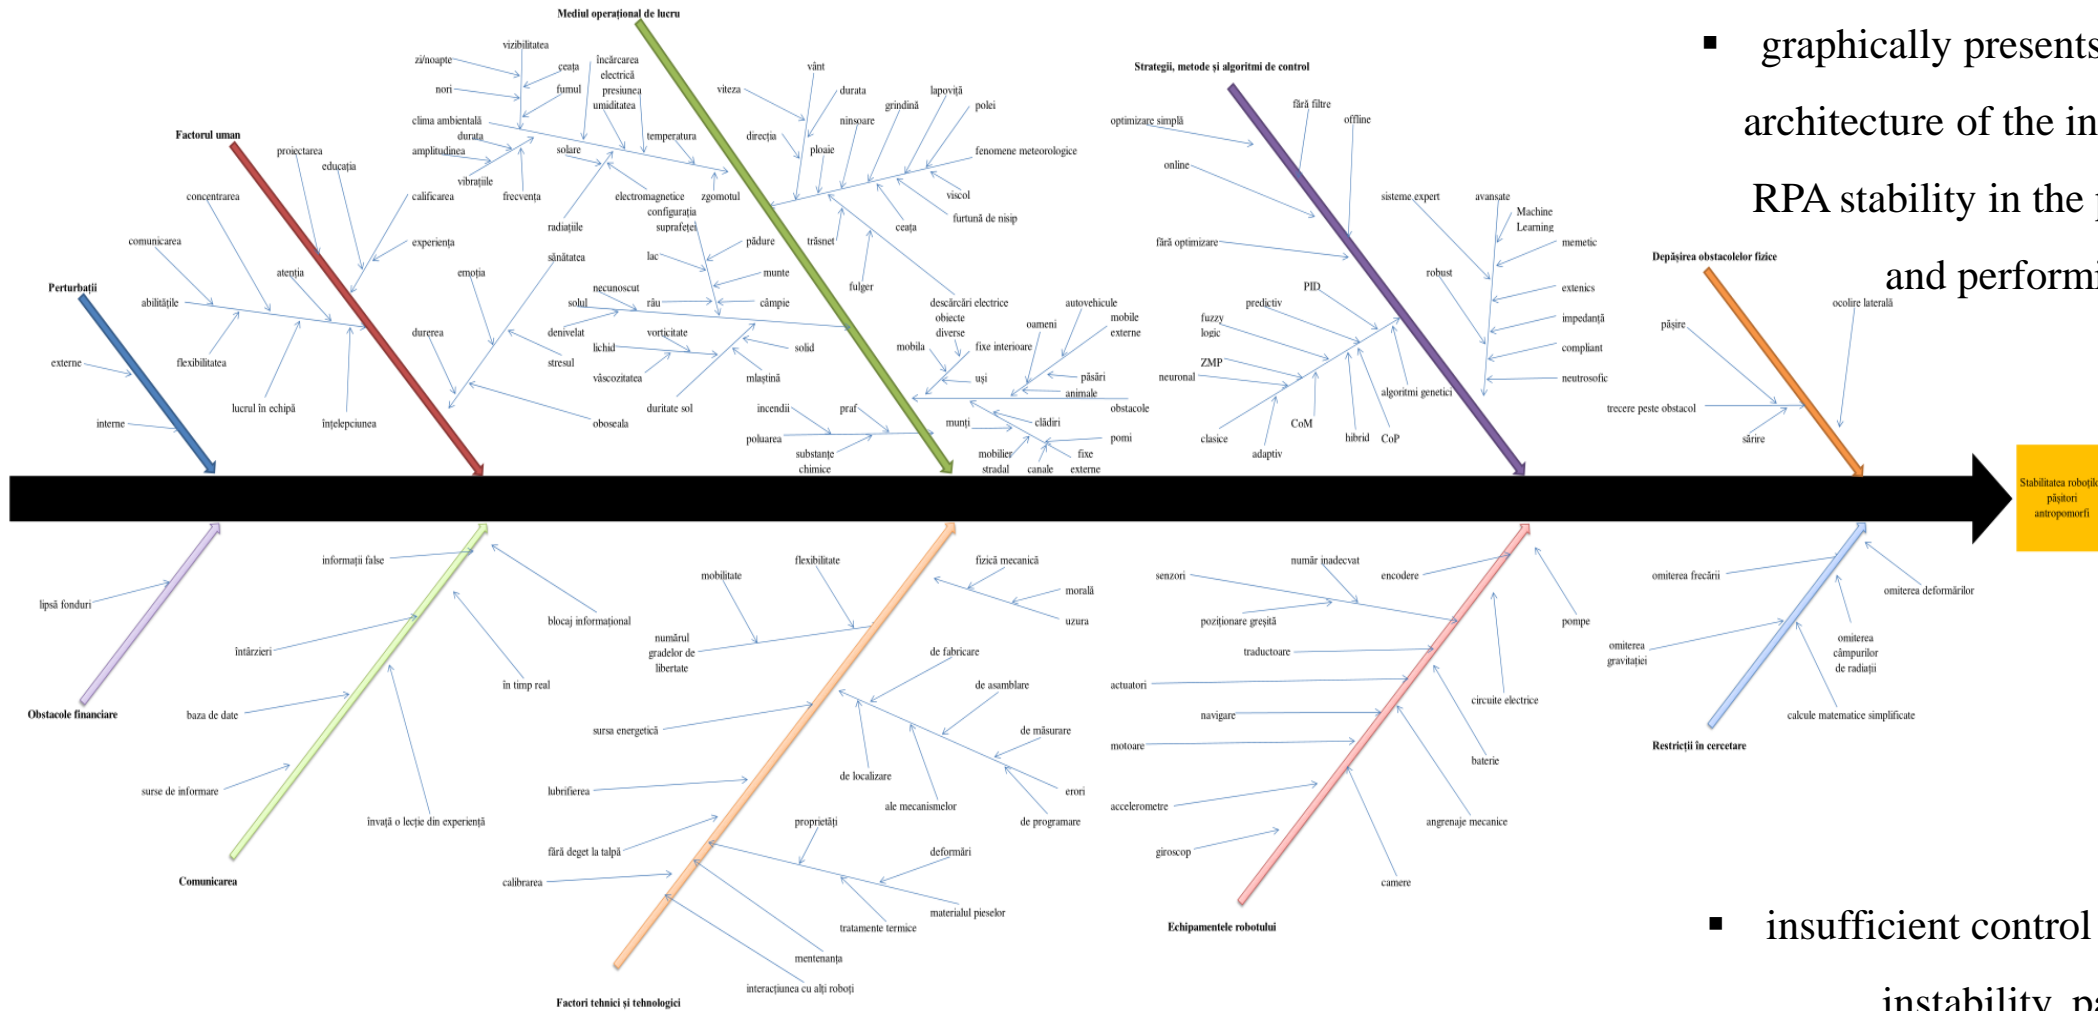 Mediul operațional de lucru
vizibilitatea
zi/noapte
ceața
nori
fumul
încărcarea
electrică
presiunea
umiditatea
clima ambientală
durata
amplitudinea
vibrațiile
frecvența
solare
temperatura
electromagnetice
zgomotul
radiațiile
vânt
viteza
durata
direcția
ploaie
ninsoare
grindină
lapoviță
polei
fenomene meteorologice
viscol
furtună de nisip
ceața
trăsnet
fulger
descărcări electrice
configurația
suprafeței
pădure
lac
munte
râu
câmpie
necunoscut
solul
denivelat
vorticitate
lichid
vâscozitatea
solid
mlaștină
duritate sol
obiecte
diverse
mobila
fixe interioare
uși
oameni
autovehicule
mobile
externe
păsări
animale
obstacole
munți
clădiri
pomi
mobilier
stradal
canale
fixe
externe
incendii
praf
poluarea
substanțe
chimice
Factorul uman
proiectarea
educația
concentrarea
calificarea
comunicarea
experiența
atenția
abilitățile
flexibilitatea
lucrul în echipă
înțelepciunea
emoția
sănătatea
durerea
stresul
oboseala
Perturbații
externe
interne
Strategii, metode și algoritmi de control
optimizare simplă
fără filtre
offline
online
fără optimizare
sisteme expert
avansate
Machine
Learning
memetic
robust
extenics
impedanță
compliant
neutrosofic
PID
predictiv
fuzzy
logic
ZMP
neuronal
algoritmi genetici
clasice
adaptiv
CoM
hibrid
CoP
Depășirea obstacolelor fizice
ocolire laterală
pășire
trecere peste obstacol
sărire
▪ graphically presents
architecture of the in
RPA stability in the
and performi
Stabilitatea roboțil
pășitori
antropomorfi
lipsă fonduri
Obstacole financiare
informații false
blocaj informațional
întârzieri
în timp real
baza de date
surse de informare
învață o lecție din experiență
Comunicarea
mobilitate
flexibilitate
fizică mecanică
morală
uzura
numărul
gradelor de
libertate
de fabricare
de asamblare
sursa energetică
de măsurare
de localizare
erori
lubrifierea
ale mecanismelor
de programare
proprietăți
fără deget la talpă
deformări
calibrarea
materialul pieselor
tratamente termice
mentenanța
interacțiunea cu alți roboți
Factori tehnici și tehnologici
senzori
număr inadecvat
encodere
poziționare greșită
pompe
traductoare
actuatori
circuite electrice
navigare
motoare
baterie
accelerometre
angrenaje mecanice
giroscop
camere
Echipamentele robotului
omiterea frecării
omiterea deformărilor
omiterea
gravitației
omiterea
câmpurilor
de radiații
calcule matematice simplificate
Restricții în cercetare
▪ insufficient control
instability, pa